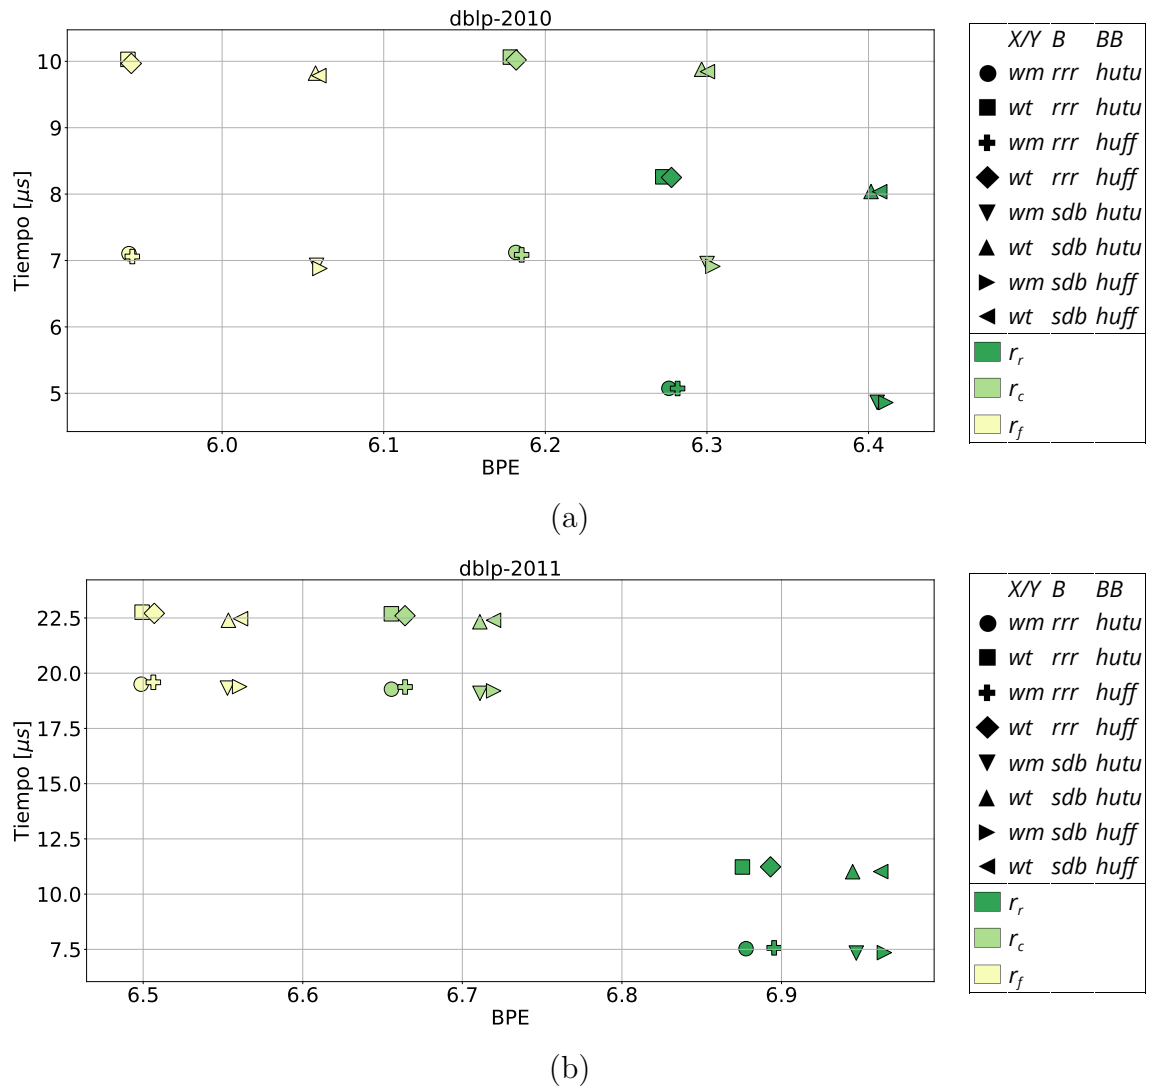 dblp-2010
Tiempo [μs]
10
9
8
7
6
5
6.0 6.1 6.2 6.3 6.4
BPE
X/Y B BB
wm rrr hutu
wt rrr hutu
wm rrr huff
wt rrr huff
wm sdb hutu
wt sdb hutu
wm sdb huff
wt sdb huff
r_r
r_c
r_f
(a)
dblp-2011
Tiempo [μs]
22.5
20.0
17.5
15.0
12.5
10.0
7.5
6.5 6.6 6.7 6.8 6.9
BPE
X/Y B BB
wm rrr hutu
wt rrr hutu
wm rrr huff
wt rrr huff
wm sdb hutu
wt sdb hutu
wm sdb huff
wt sdb huff
r_r
r_c
r_f
(b)